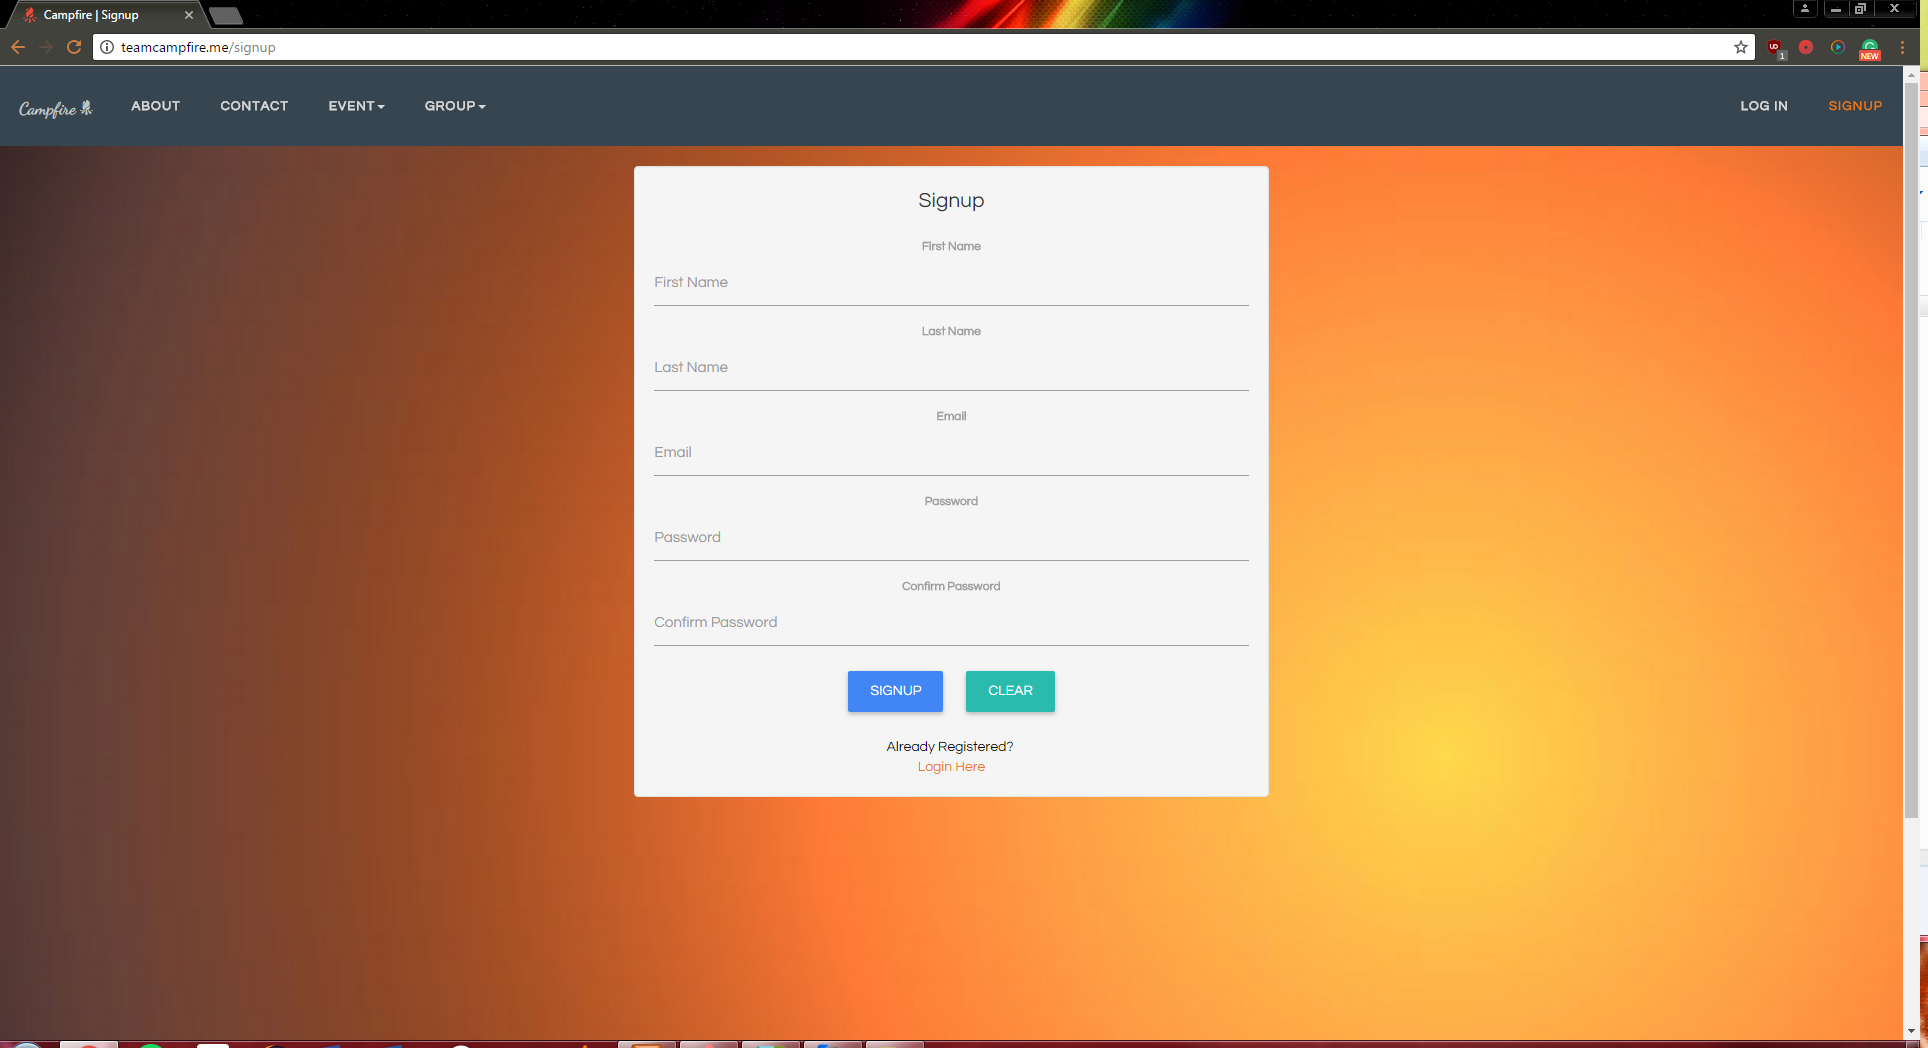 Campfire | Signup
teamcampfire.me/signup
1
NEW
Campfire
ABOUT
CONTACT
EVENT
GROUP
LOG IN
SIGNUP
Signup
First Name
First Name
Last Name
Last Name
Email
Email
Password
Password
Confirm Password
Confirm Password
SIGNUP
CLEAR
Already Registered?
Login Here